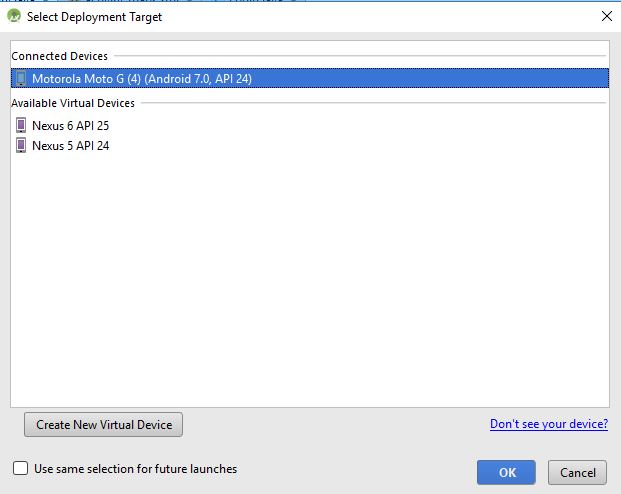 Select Deployment Target
Connected Devices
Motorola Moto G (4) (Android 7.0, API 24)
Available Virtual Devices
Nexus 6 API 25
Nexus 5 API 24
Create New Virtual Device
Don't see your device?
Use same selection for future launches
OK
Cancel